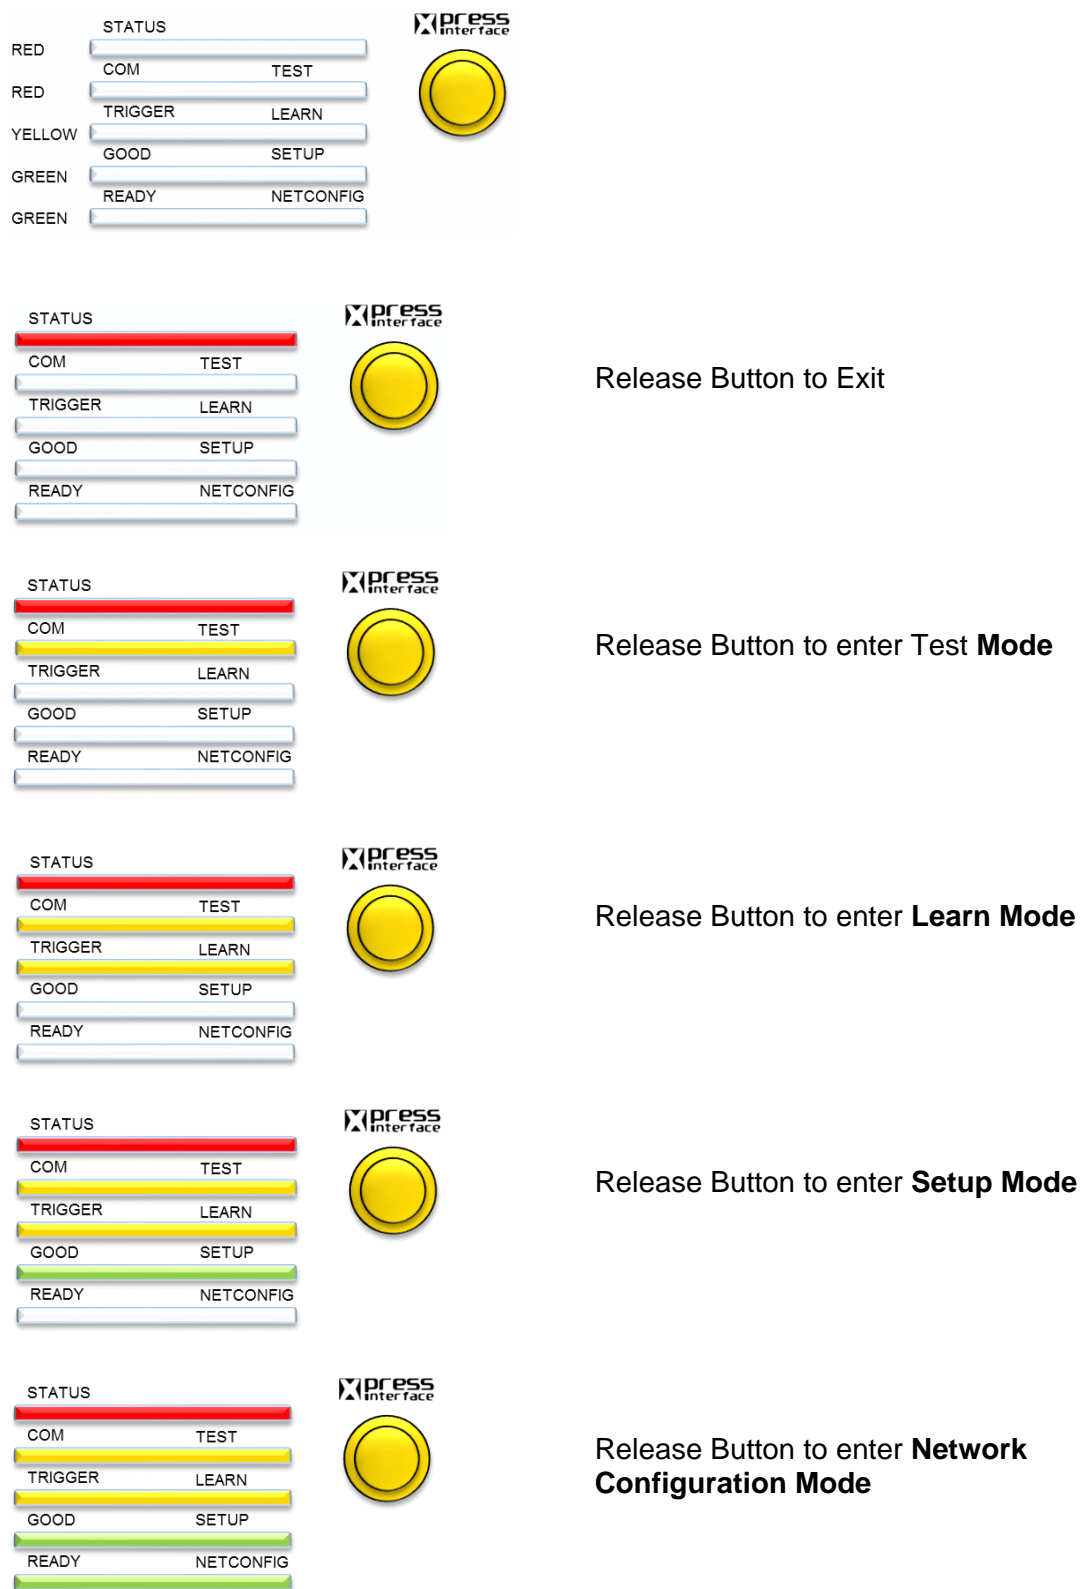 STATUS
Xpress
interface
RED
COM TEST
RED
TRIGGER LEARN
YELLOW
GOOD SETUP
GREEN
READY NETCONFIG
GREEN
STATUS
Xpress
interface
COM TEST
Release Button to Exit
TRIGGER LEARN
GOOD SETUP
READY NETCONFIG
STATUS
Xpress
interface
COM TEST
Release Button to enter Test Mode
TRIGGER LEARN
GOOD SETUP
READY NETCONFIG
STATUS
Xpress
interface
COM TEST
Release Button to enter Learn Mode
TRIGGER LEARN
GOOD SETUP
READY NETCONFIG
STATUS
Xpress
interface
COM TEST
Release Button to enter Setup Mode
TRIGGER LEARN
GOOD SETUP
READY NETCONFIG
STATUS
Xpress
interface
COM TEST
Release Button to enter Network
Configuration Mode
TRIGGER LEARN
GOOD SETUP
READY NETCONFIG